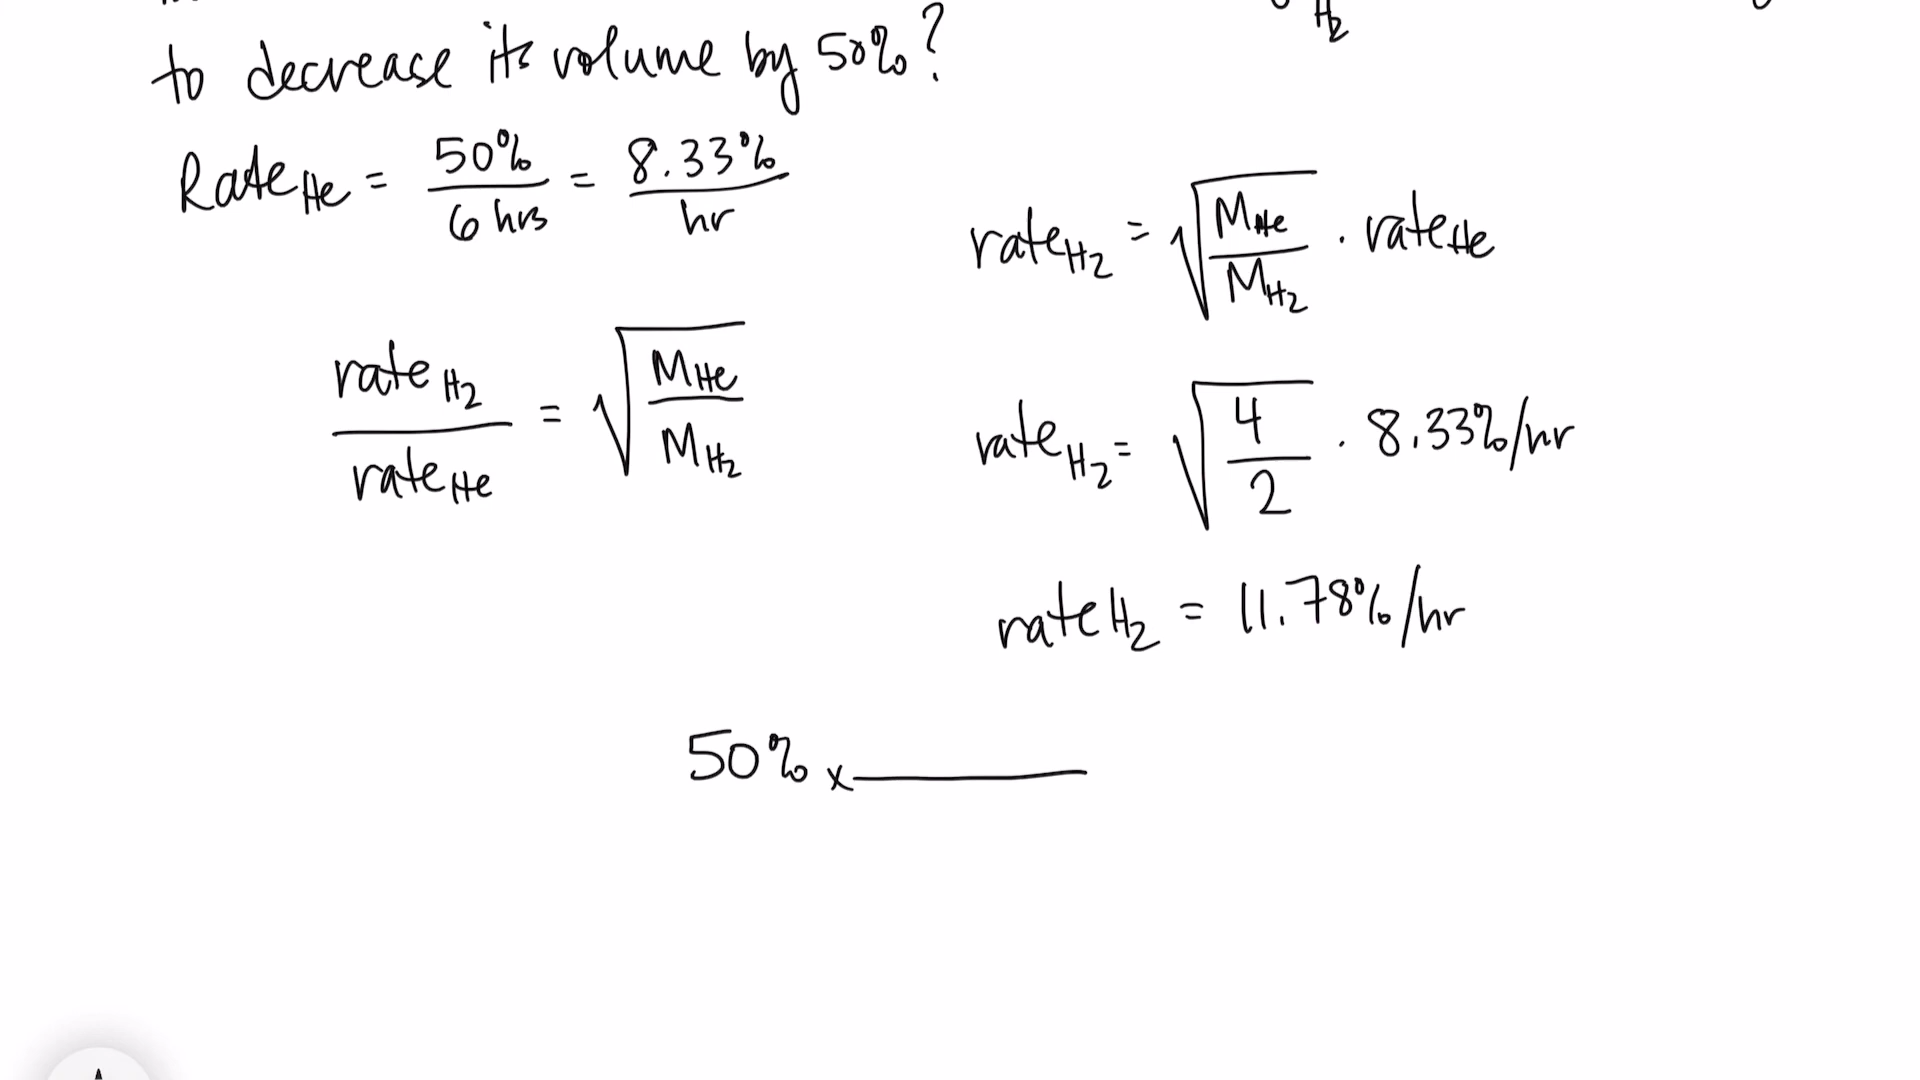 H₂
to decrease its volume by 50%?
Rate He = 50% / 6 hrs = 8.33% / hr
rate H₂ / rate He = √(M He / M H₂)
rate H₂ = √(M He / M H₂) · rate He
rate H₂ = √(4 / 2) · 8.33%/hr
rate H₂ = 11.78%/hr
50% x